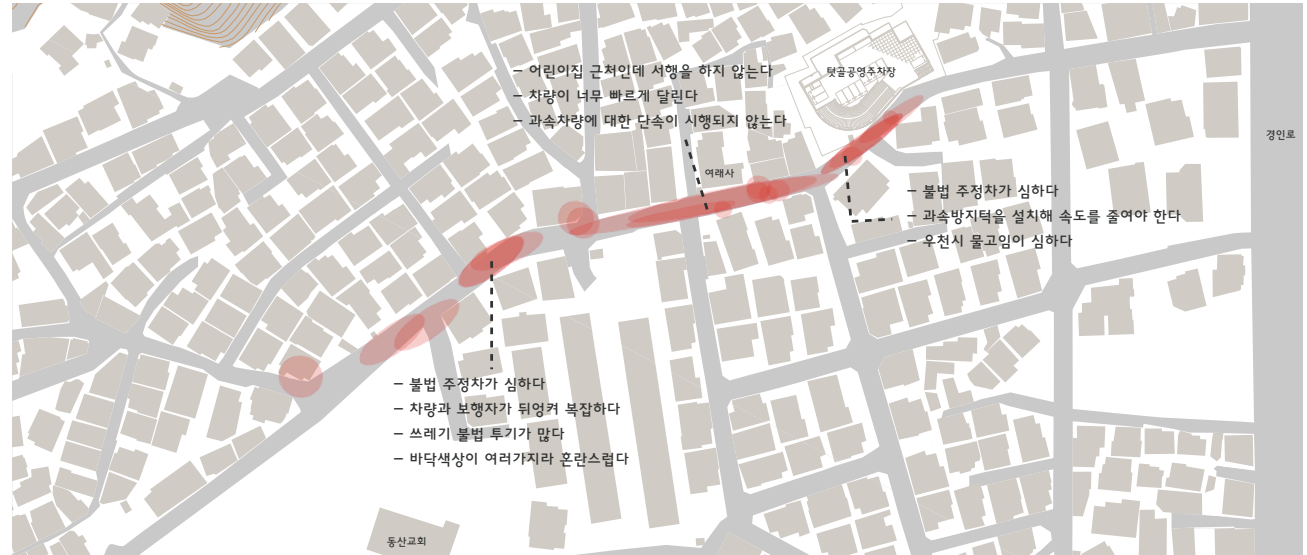 – 어린이집 근처인데 서행을 하지 않는다
– 차량이 너무 빠르게 달린다
– 과속차량에 대한 단속이 시행되지 않는다
텃골공영주차장
경인로
여래사
– 불법 주정차가 심하다
– 과속방지턱을 설치해 속도를 줄여야 한다
– 우천시 물고임이 심하다
– 불법 주정차가 심하다
– 차량과 보행자가 뒤엉켜 복잡하다
– 쓰레기 불법 투기가 많다
– 바닥색상이 여러가지라 혼란스럽다
동산교회